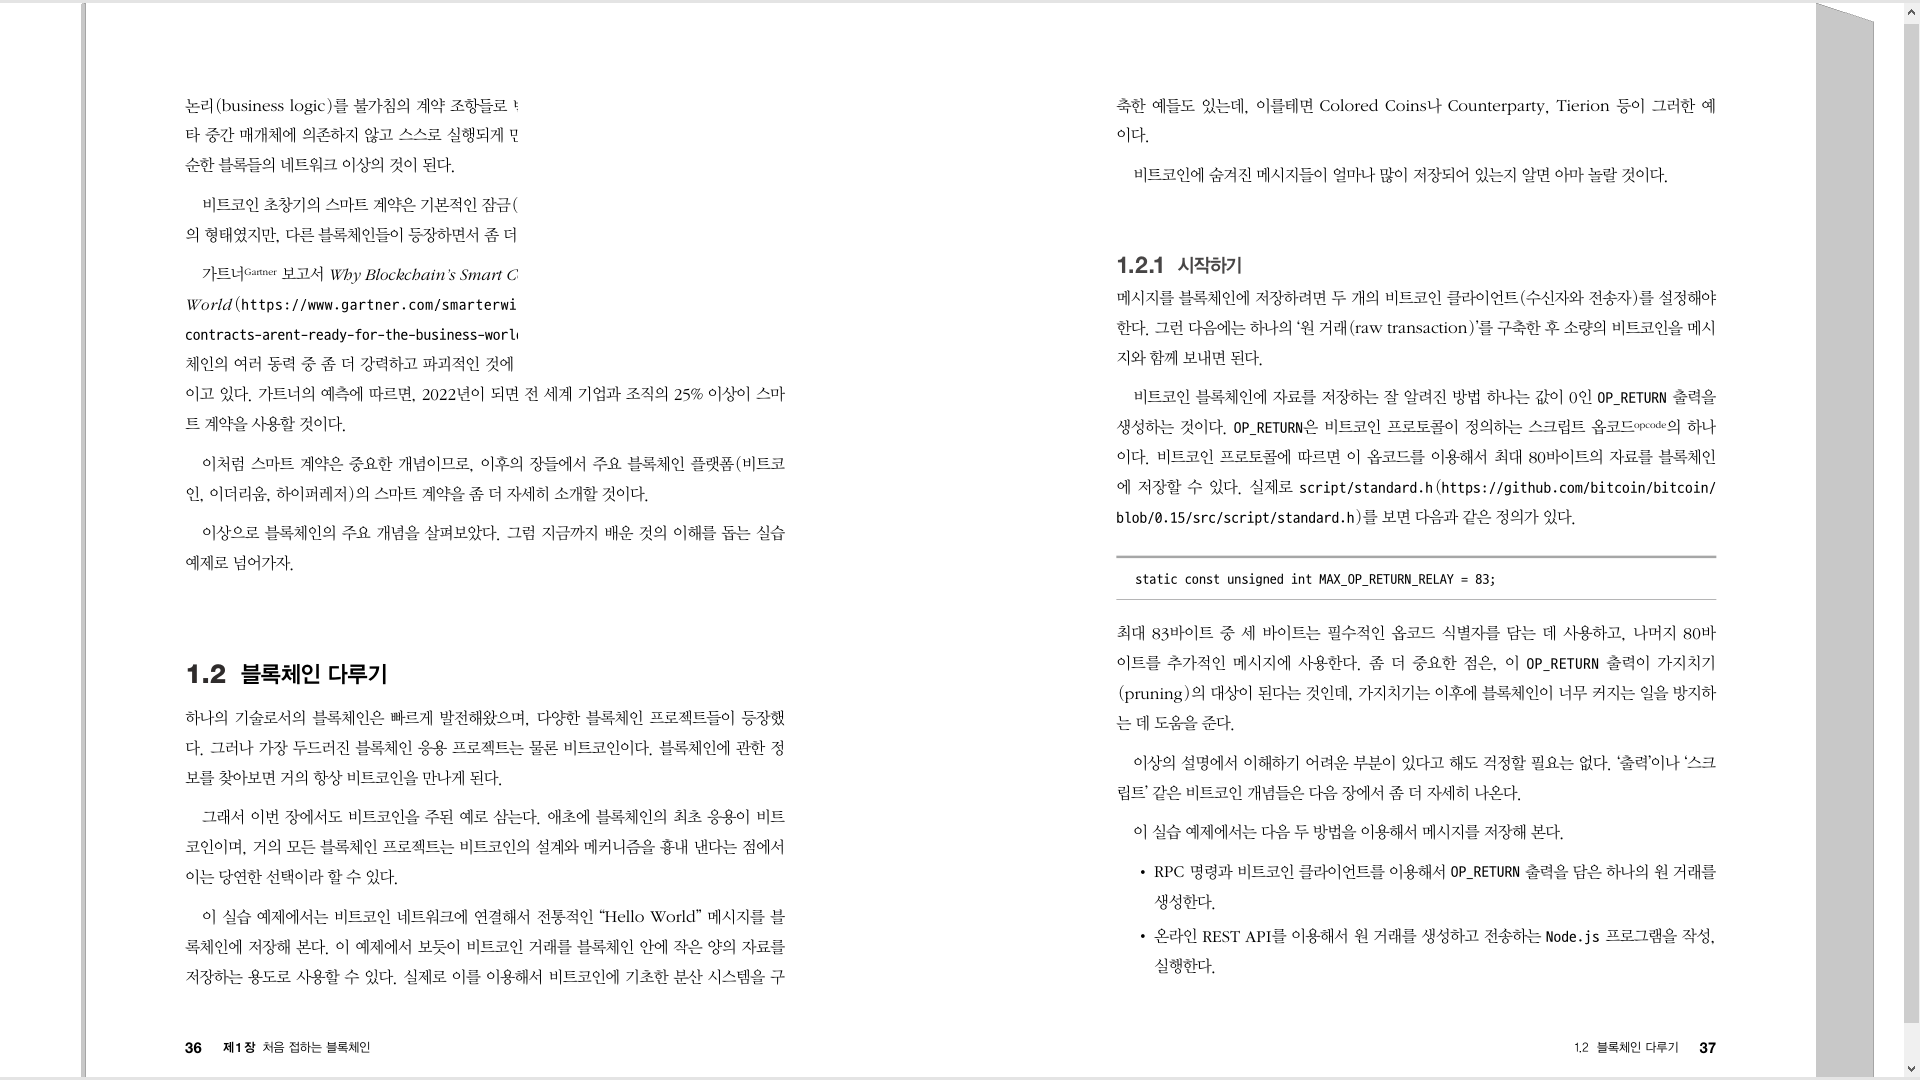 논리(business logic)를 불가침의 계약 조항들로
타 중간 매개체에 의존하지 않고 스스로 실행되게
순한 블록들의 네트워크 이상의 것이 된다.
비트코인 초창기의 스마트 계약은 기본적인 잠금(
의 형태였지만, 다른 블록체인들이 등장하면서 좀 더
가트너Gartner 보고서 Why Blockchain's Smart
World(https://www.gartner.com/smarterwi
contracts-arent-ready-for-the-business-worl
체인의 여러 동력 중 좀 더 강력하고 파괴적인 것에
이고 있다. 가트너의 예측에 따르면, 2022년이 되면 전 세계 기업과 조직의 25% 이상이 스마
트 계약을 사용할 것이다.
이처럼 스마트 계약은 중요한 개념이므로, 이후의 장들에서 주요 블록체인 플랫폼(비트코
인, 이더리움, 하이퍼레저)의 스마트 계약을 좀 더 자세히 소개할 것이다.
이상으로 블록체인의 주요 개념을 살펴보았다. 그럼 지금까지 배운 것의 이해를 돕는 실습
예제로 넘어가자.
1.2 블록체인 다루기
하나의 기술로서의 블록체인은 빠르게 발전해왔으며, 다양한 블록체인 프로젝트들이 등장했
다. 그러나 가장 두드러진 블록체인 응용 프로젝트는 물론 비트코인이다. 블록체인에 관한 정
보를 찾아보면 거의 항상 비트코인을 만나게 된다.
그래서 이번 장에서도 비트코인을 주된 예로 삼는다. 애초에 블록체인의 최초 응용이 비트
코인이며, 거의 모든 블록체인 프로젝트는 비트코인의 설계와 메커니즘을 흉내 낸다는 점에서
이는 당연한 선택이라 할 수 있다.
이 실습 예제에서는 비트코인 네트워크에 연결해서 전통적인 “Hello World” 메시지를 블
록체인에 저장해 본다. 이 예제에서 보듯이 비트코인 거래를 블록체인 안에 작은 양의 자료를
저장하는 용도로 사용할 수 있다. 실제로 이를 이용해서 비트코인에 기초한 분산 시스템을 구
36 제1장 처음 접하는 블록체인
축한 예들도 있는데, 이를테면 Colored Coins나 Counterparty, Tierion 등이 그러한 예
이다.
비트코인에 숨겨진 메시지들이 얼마나 많이 저장되어 있는지 알면 아마 놀랄 것이다.
1.2.1 시작하기
메시지를 블록체인에 저장하려면 두 개의 비트코인 클라이언트(수신자와 전송자)를 설정해야
한다. 그런 다음에는 하나의 ‘원 거래(raw transaction)’를 구축한 후 소량의 비트코인을 메시
지와 함께 보내면 된다.
비트코인 블록체인에 자료를 저장하는 잘 알려진 방법 하나는 값이 0인 OP_RETURN 출력을
생성하는 것이다. OP_RETURN은 비트코인 프로토콜이 정의하는 스크립트 옵코드opcode의 하나
이다. 비트코인 프로토콜에 따르면 이 옵코드를 이용해서 최대 80바이트의 자료를 블록체인
에 저장할 수 있다. 실제로 script/standard.h(https://github.com/bitcoin/bitcoin/
blob/0.15/src/script/standard.h)를 보면 다음과 같은 정의가 있다.
static const unsigned int MAX_OP_RETURN_RELAY = 83;
최대 83바이트 중 세 바이트는 필수적인 옵코드 식별자를 담는 데 사용하고, 나머지 80바
이트를 추가적인 메시지에 사용한다. 좀 더 중요한 점은, 이 OP_RETURN 출력이 가지치기
(pruning)의 대상이 된다는 것인데, 가지치기는 이후에 블록체인이 너무 커지는 일을 방지하
는 데 도움을 준다.
이상의 설명에서 이해하기 어려운 부분이 있다고 해도 걱정할 필요는 없다. ‘출력’이나 ‘스크
립트’ 같은 비트코인 개념들은 다음 장에서 좀 더 자세히 나온다.
이 실습 예제에서는 다음 두 방법을 이용해서 메시지를 저장해 본다.
• RPC 명령과 비트코인 클라이언트를 이용해서 OP_RETURN 출력을 담은 하나의 원 거래를
생성한다.
• 온라인 REST API를 이용해서 원 거래를 생성하고 전송하는 Node.js 프로그램을 작성,
실행한다.
1.2 블록체인 다루기 37